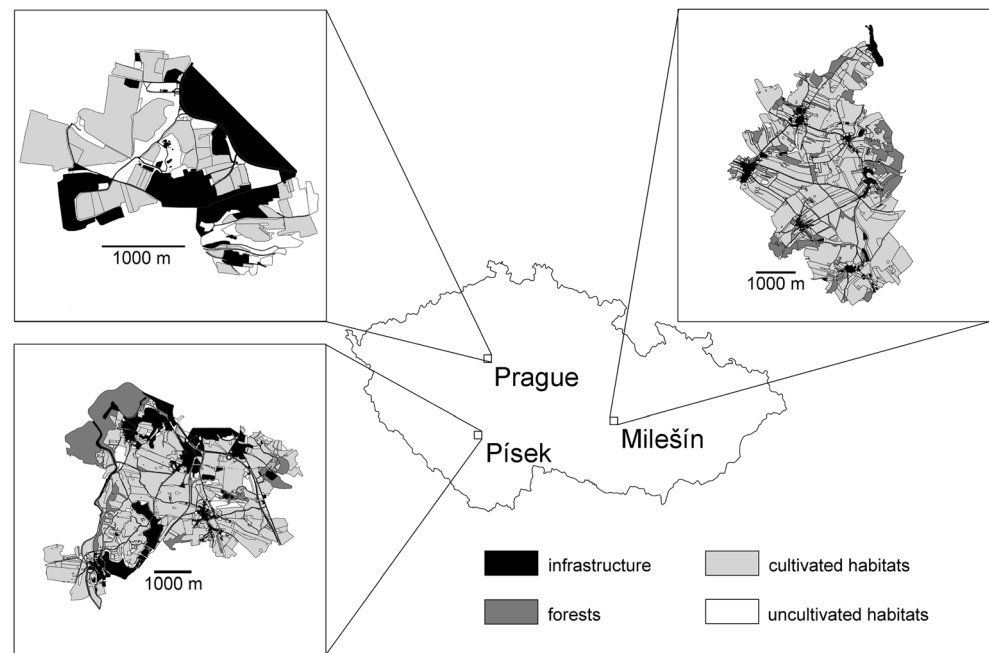 1000 m
1000 m
Prague
Milešín
Písek
1000 m
infrastructure
cultivated habitats
forests
uncultivated habitats